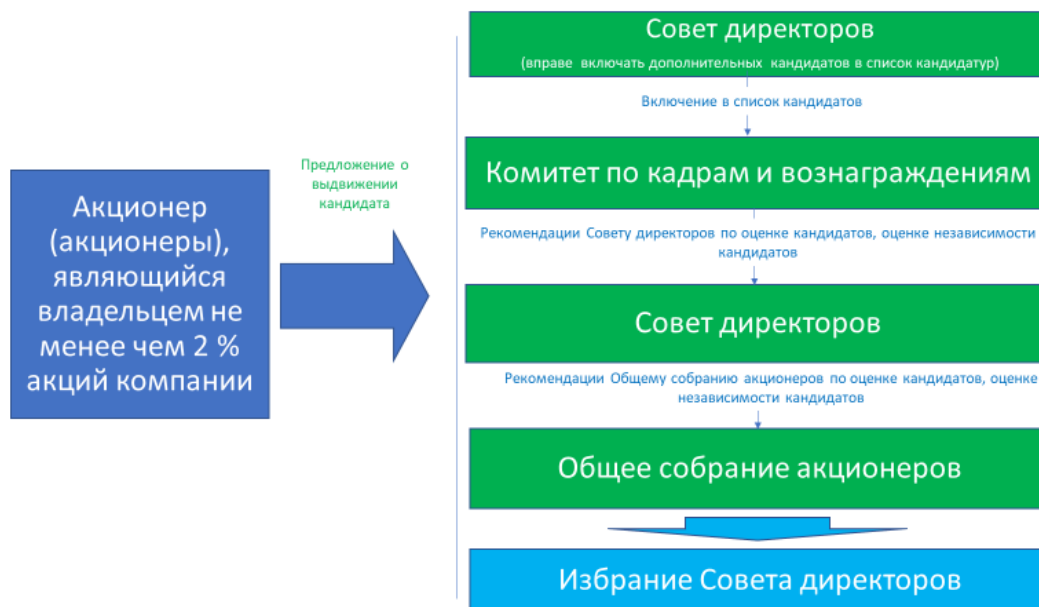 Акционер
(акционеры),
являющийся
владельцем не
менее чем 2 %
акций компании
Предложение о
выдвижении
кандидата
Совет директоров
(вправе включать дополнительных кандидатов в список кандидатур)
Включение в список кандидатов
Комитет по кадрам и вознаграждениям
Рекомендации Совету директоров по оценке кандидатов, оценке независимости
кандидатов
Совет директоров
Рекомендации Общему собранию акционеров по оценке кандидатов, оценке
независимости кандидатов
Общее собрание акционеров
Избрание Совета директоров